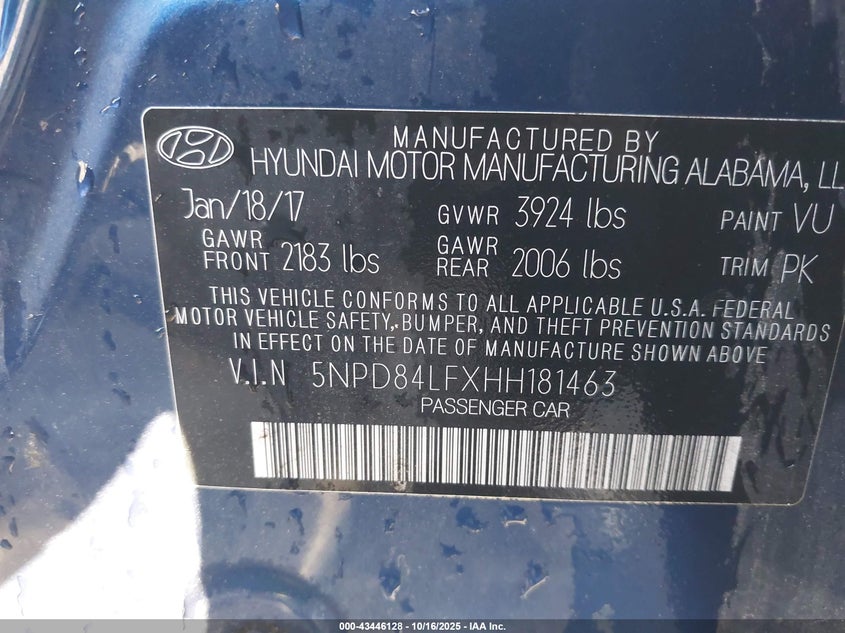 MANUFACTURED BY
HYUNDAI MOTOR MANUFACTURING ALABAMA, LL
Jan/18/17 GVWR 3924 lbs PAINT VU
GAWR FRONT 2183 lbs GAWR REAR 2006 lbs TRIM PK
THIS VEHICLE CONFORMS TO ALL APPLICABLE U.S.A. FEDERAL
MOTOR VEHICLE SAFETY, BUMPER, AND THEFT PREVENTION STANDARDS
IN EFFECT ON THE DATE OF MANUFACTURE SHOWN ABOVE
V.I.N 5NPD84LFXHH181463
PASSENGER CAR
000-43446128 - 10/16/2025 - IAA Inc.